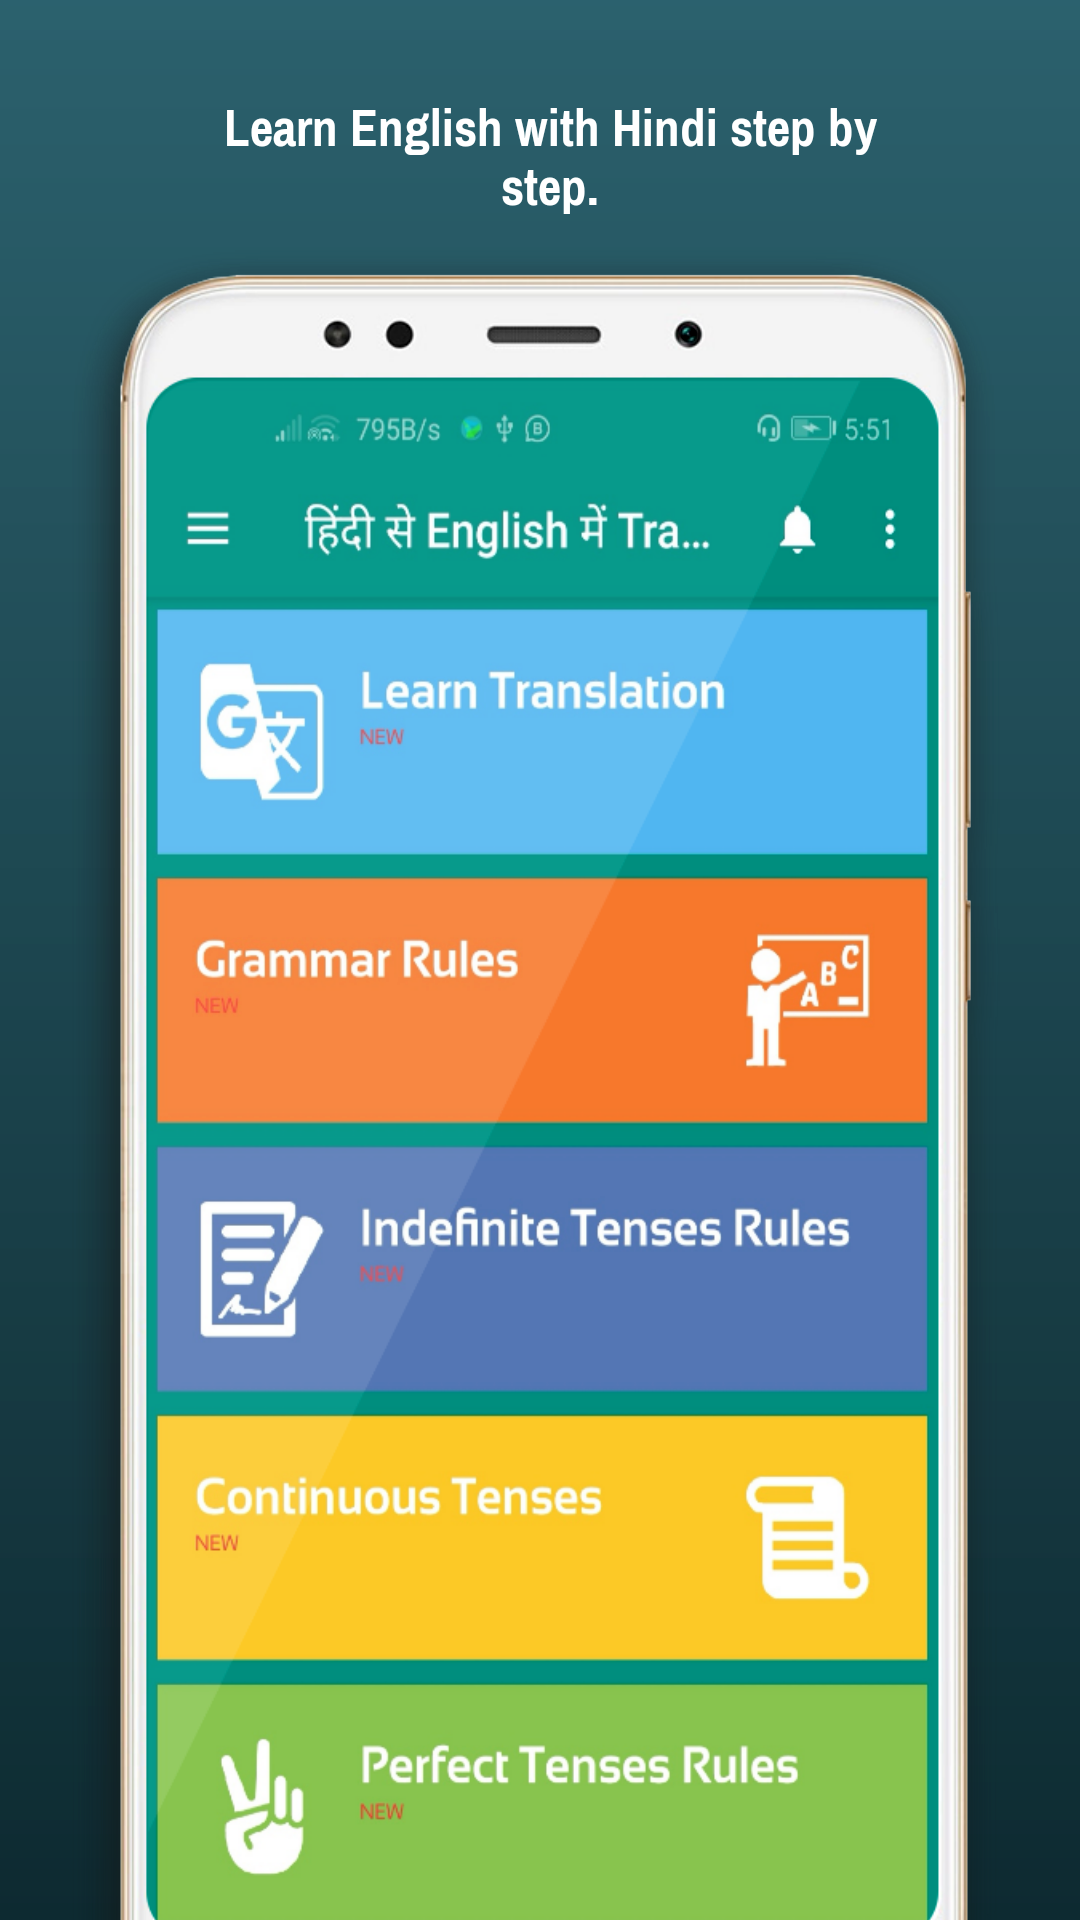 Learn English with Hindi step by
step.
795B/s
5:51
हिंदी से English में Tra...
Learn Translation
NEW
G 文
Grammar Rules
NEW
A B C
Indefinite Tenses Rules
NEW
Continuous Tenses
NEW
Perfect Tenses Rules
NEW